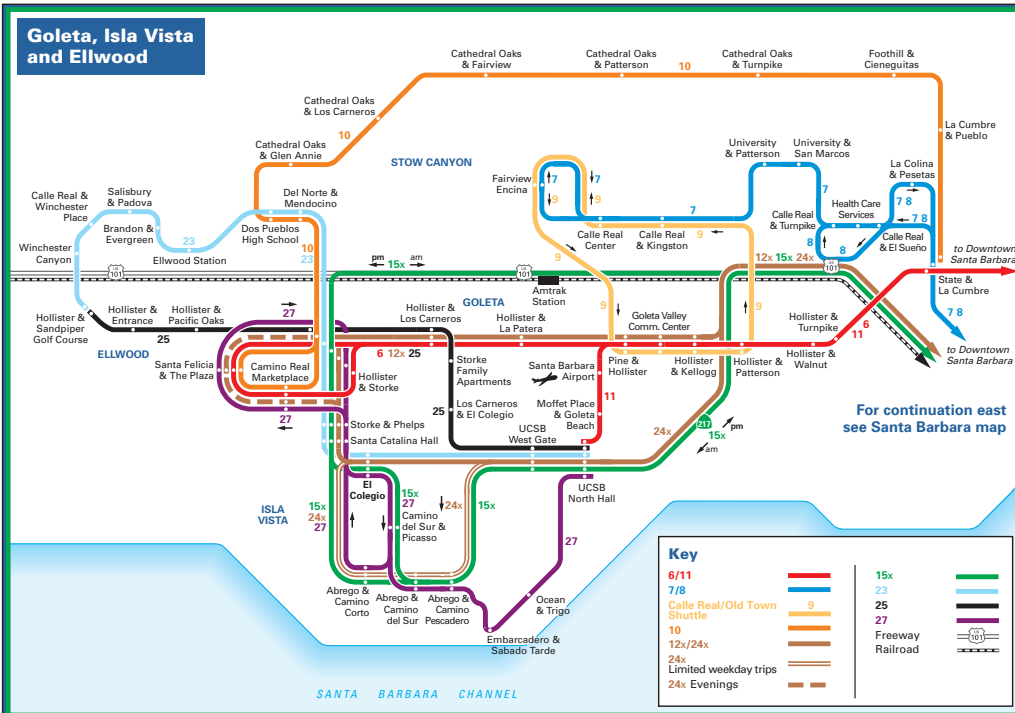 Goleta, Isla Vista
and Ellwood
Cathedral Oaks
& Fairview
Cathedral Oaks
& Patterson
10
Cathedral Oaks
& Turnpike
Foothill &
Cieneguitas
Cathedral Oaks
& Los Carneros
10
La Cumbre
& Pueblo
Cathedral Oaks
& Glen Annie
STOW CANYON
University
& Patterson
University &
San Marcos
La Colina
& Pesetas
Calle Real &
Winchester
Place
Salisbury
& Padova
Del Norte &
Mendocino
Fairview
Encina
7
7
9
9
7
7
Health Care
Services
7 8
7 8
Brandon &
Evergreen
Dos Pueblos
High School
Calle Real
Center
Calle Real
& Kingston
9
Calle Real
& Turnpike
Calle Real
& El Sueño
23
Winchester
Canyon
Ellwood Station
10
23
9
8
8
to Downtown
Santa Barbara
US
101
pm
15x
am
US
101
12x 15x 24x
US
101
Amtrak
Station
State &
La Cumbre
27
GOLETA
9
9
7 8
Hollister &
Sandpiper
Golf Course
Hollister &
Entrance
Hollister &
Pacific Oaks
Hollister &
Los Carneros
Hollister &
La Patera
Goleta Valley
Comm. Center
Hollister &
Turnpike
6
11
25
ELLWOOD
6 12x 25
to Downtown
Santa Barbara
Santa Felicia
& The Plaza
Camino Real
Marketplace
Hollister
& Storke
Storke
Family
Apartments
Santa Barbara
Airport
Pine &
Hollister
Hollister
& Kellogg
Hollister &
Patterson
Hollister &
Walnut
11
25
Los Carneros
& El Colegio
Moffet Place
& Goleta
Beach
For continuation east
see Santa Barbara map
27
Storke & Phelps
Santa Catalina Hall
UCSB
West Gate
24x
217
15x
pm
am
El
Colegio
UCSB
North Hall
ISLA
VISTA
15x
24x
27
15x
27
24x
15x
Camino
del Sur &
Picasso
27
Abrego &
Camino
Corto
Abrego &
Camino
del Sur
Abrego &
Camino
Pescadero
Ocean
& Trigo
Embarcadero &
Sabado Tarde
SANTA BARBARA CHANNEL
Key
6/11
7/8
Calle Real/Old Town
Shuttle
9
10
12x/24x
24x
Limited weekday trips
24x Evenings
15x
23
25
27
Freeway
US
101
Railroad